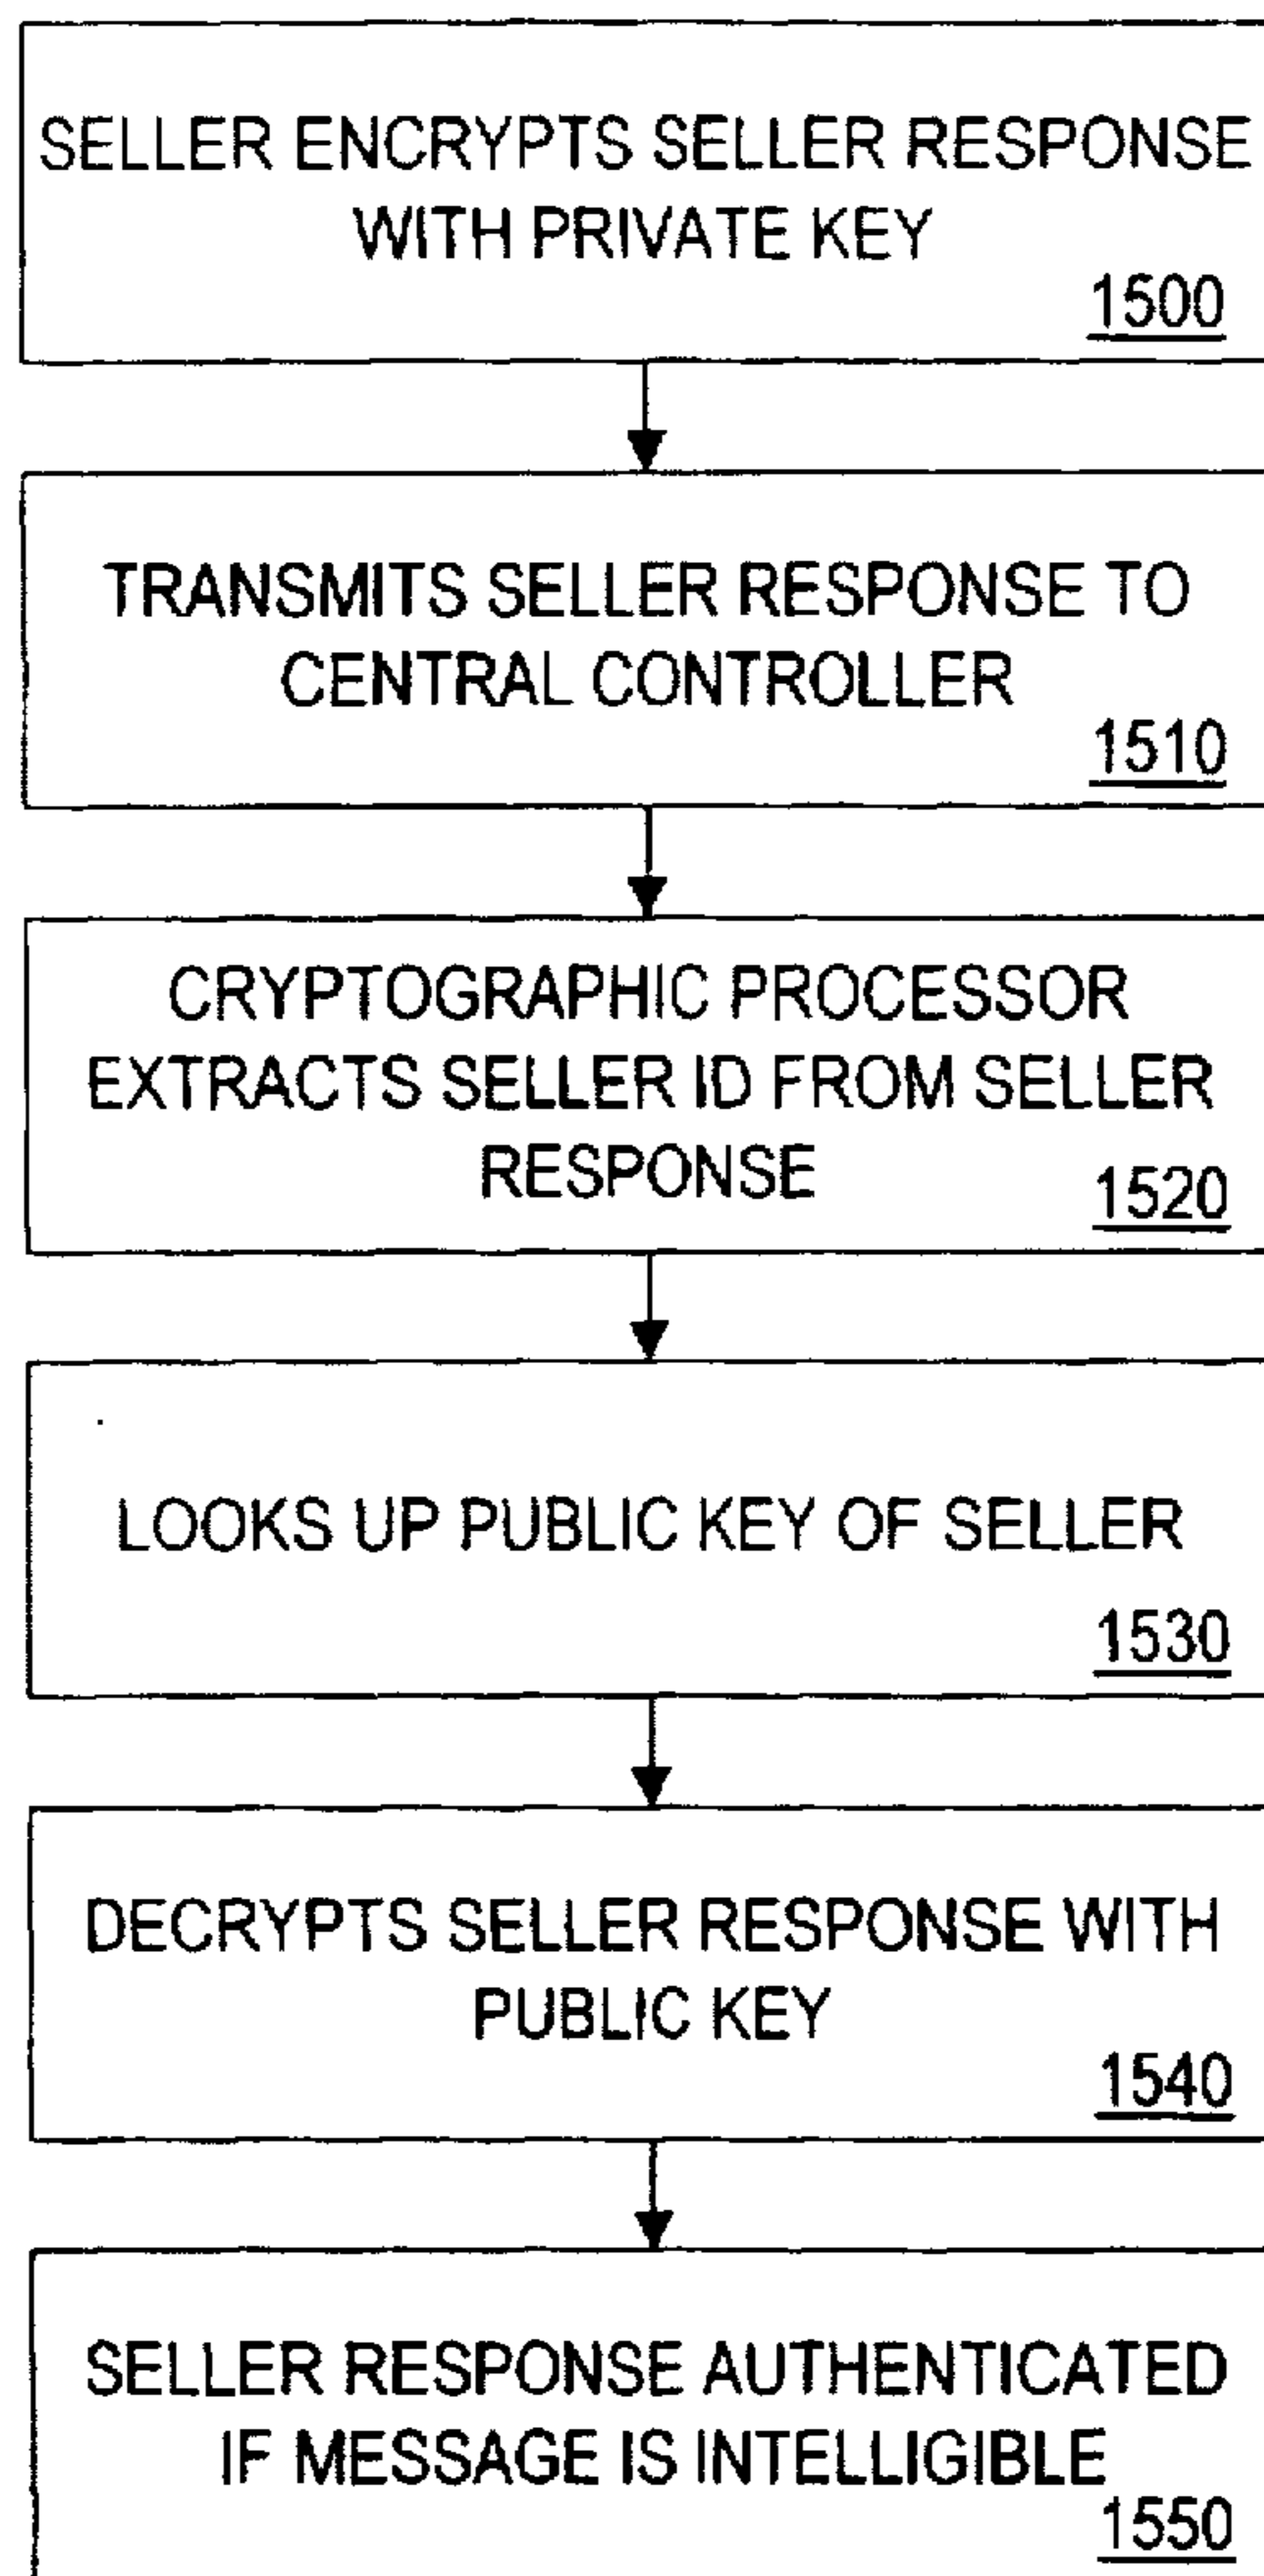 SELLER ENCRYPTS SELLER RESPONSE
WITH PRIVATE KEY
1500
TRANSMITS SELLER RESPONSE TO
CENTRAL CONTROLLER
1510
CRYPTOGRAPHIC PROCESSOR
EXTRACTS SELLER ID FROM SELLER
RESPONSE
1520
LOOKS UP PUBLIC KEY OF SELLER
1530
DECRYPTS SELLER RESPONSE WITH
PUBLIC KEY
1540
SELLER RESPONSE AUTHENTICATED
IF MESSAGE IS INTELLIGIBLE
1550